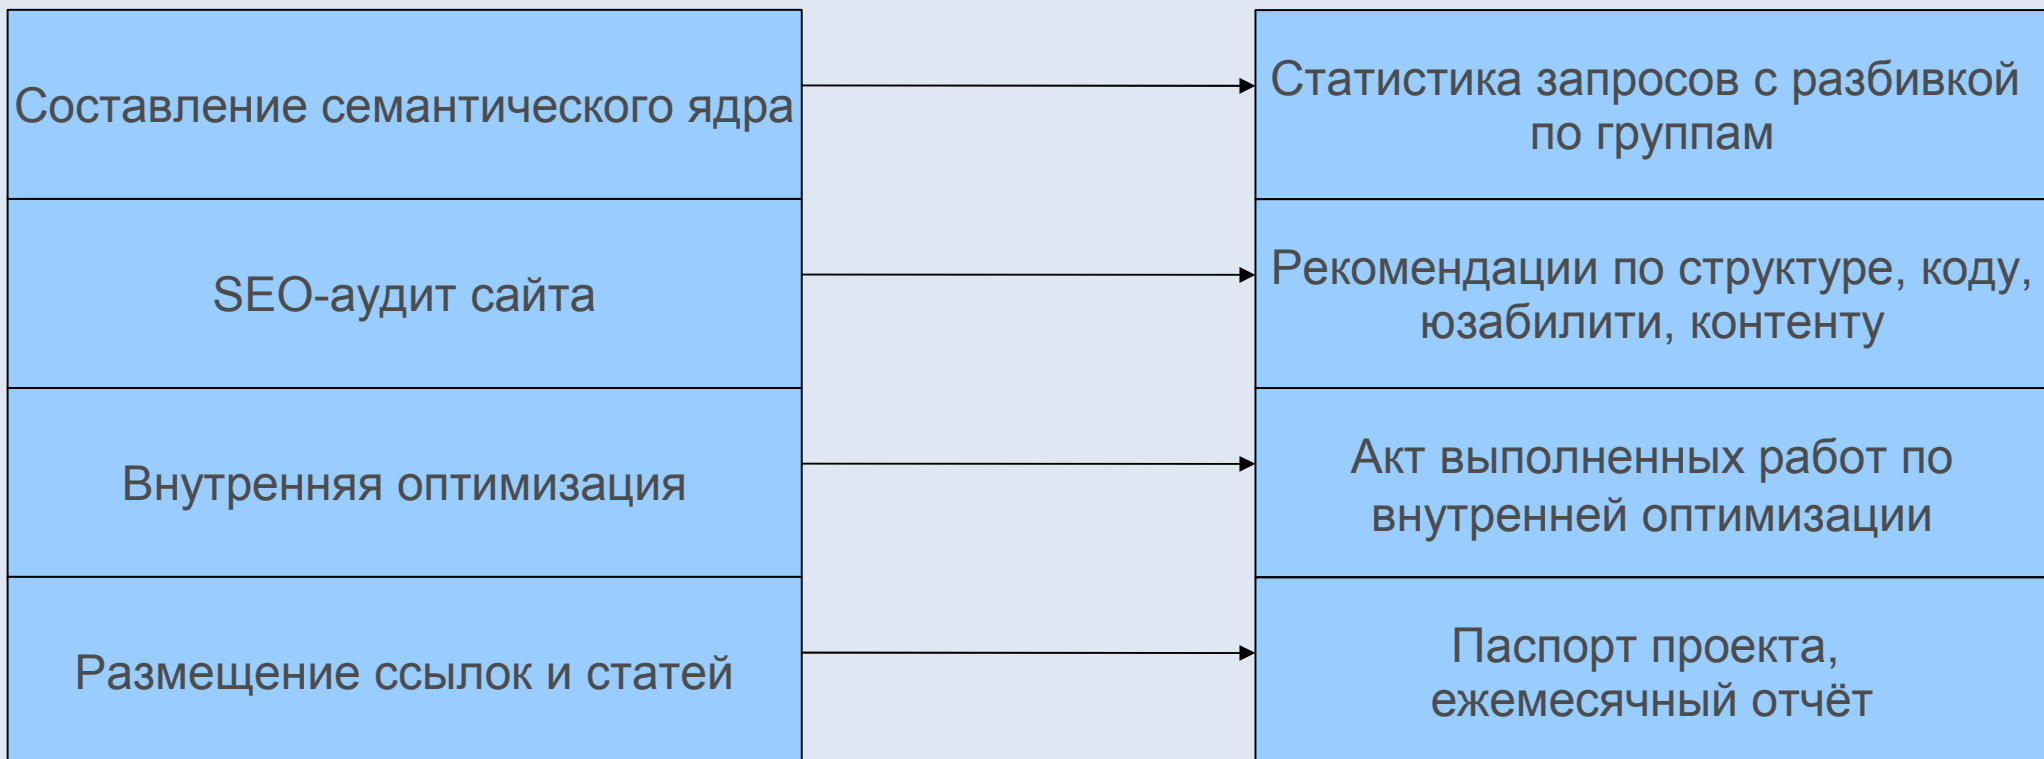 Составление семантического ядра
Статистика запросов с разбивкой
по группам
SEO-аудит сайта
Рекомендации по структуре, коду,
юзабилити, контенту
Внутренняя оптимизация
Акт выполненных работ по
внутренней оптимизации
Размещение ссылок и статей
Паспорт проекта,
ежемесячный отчёт